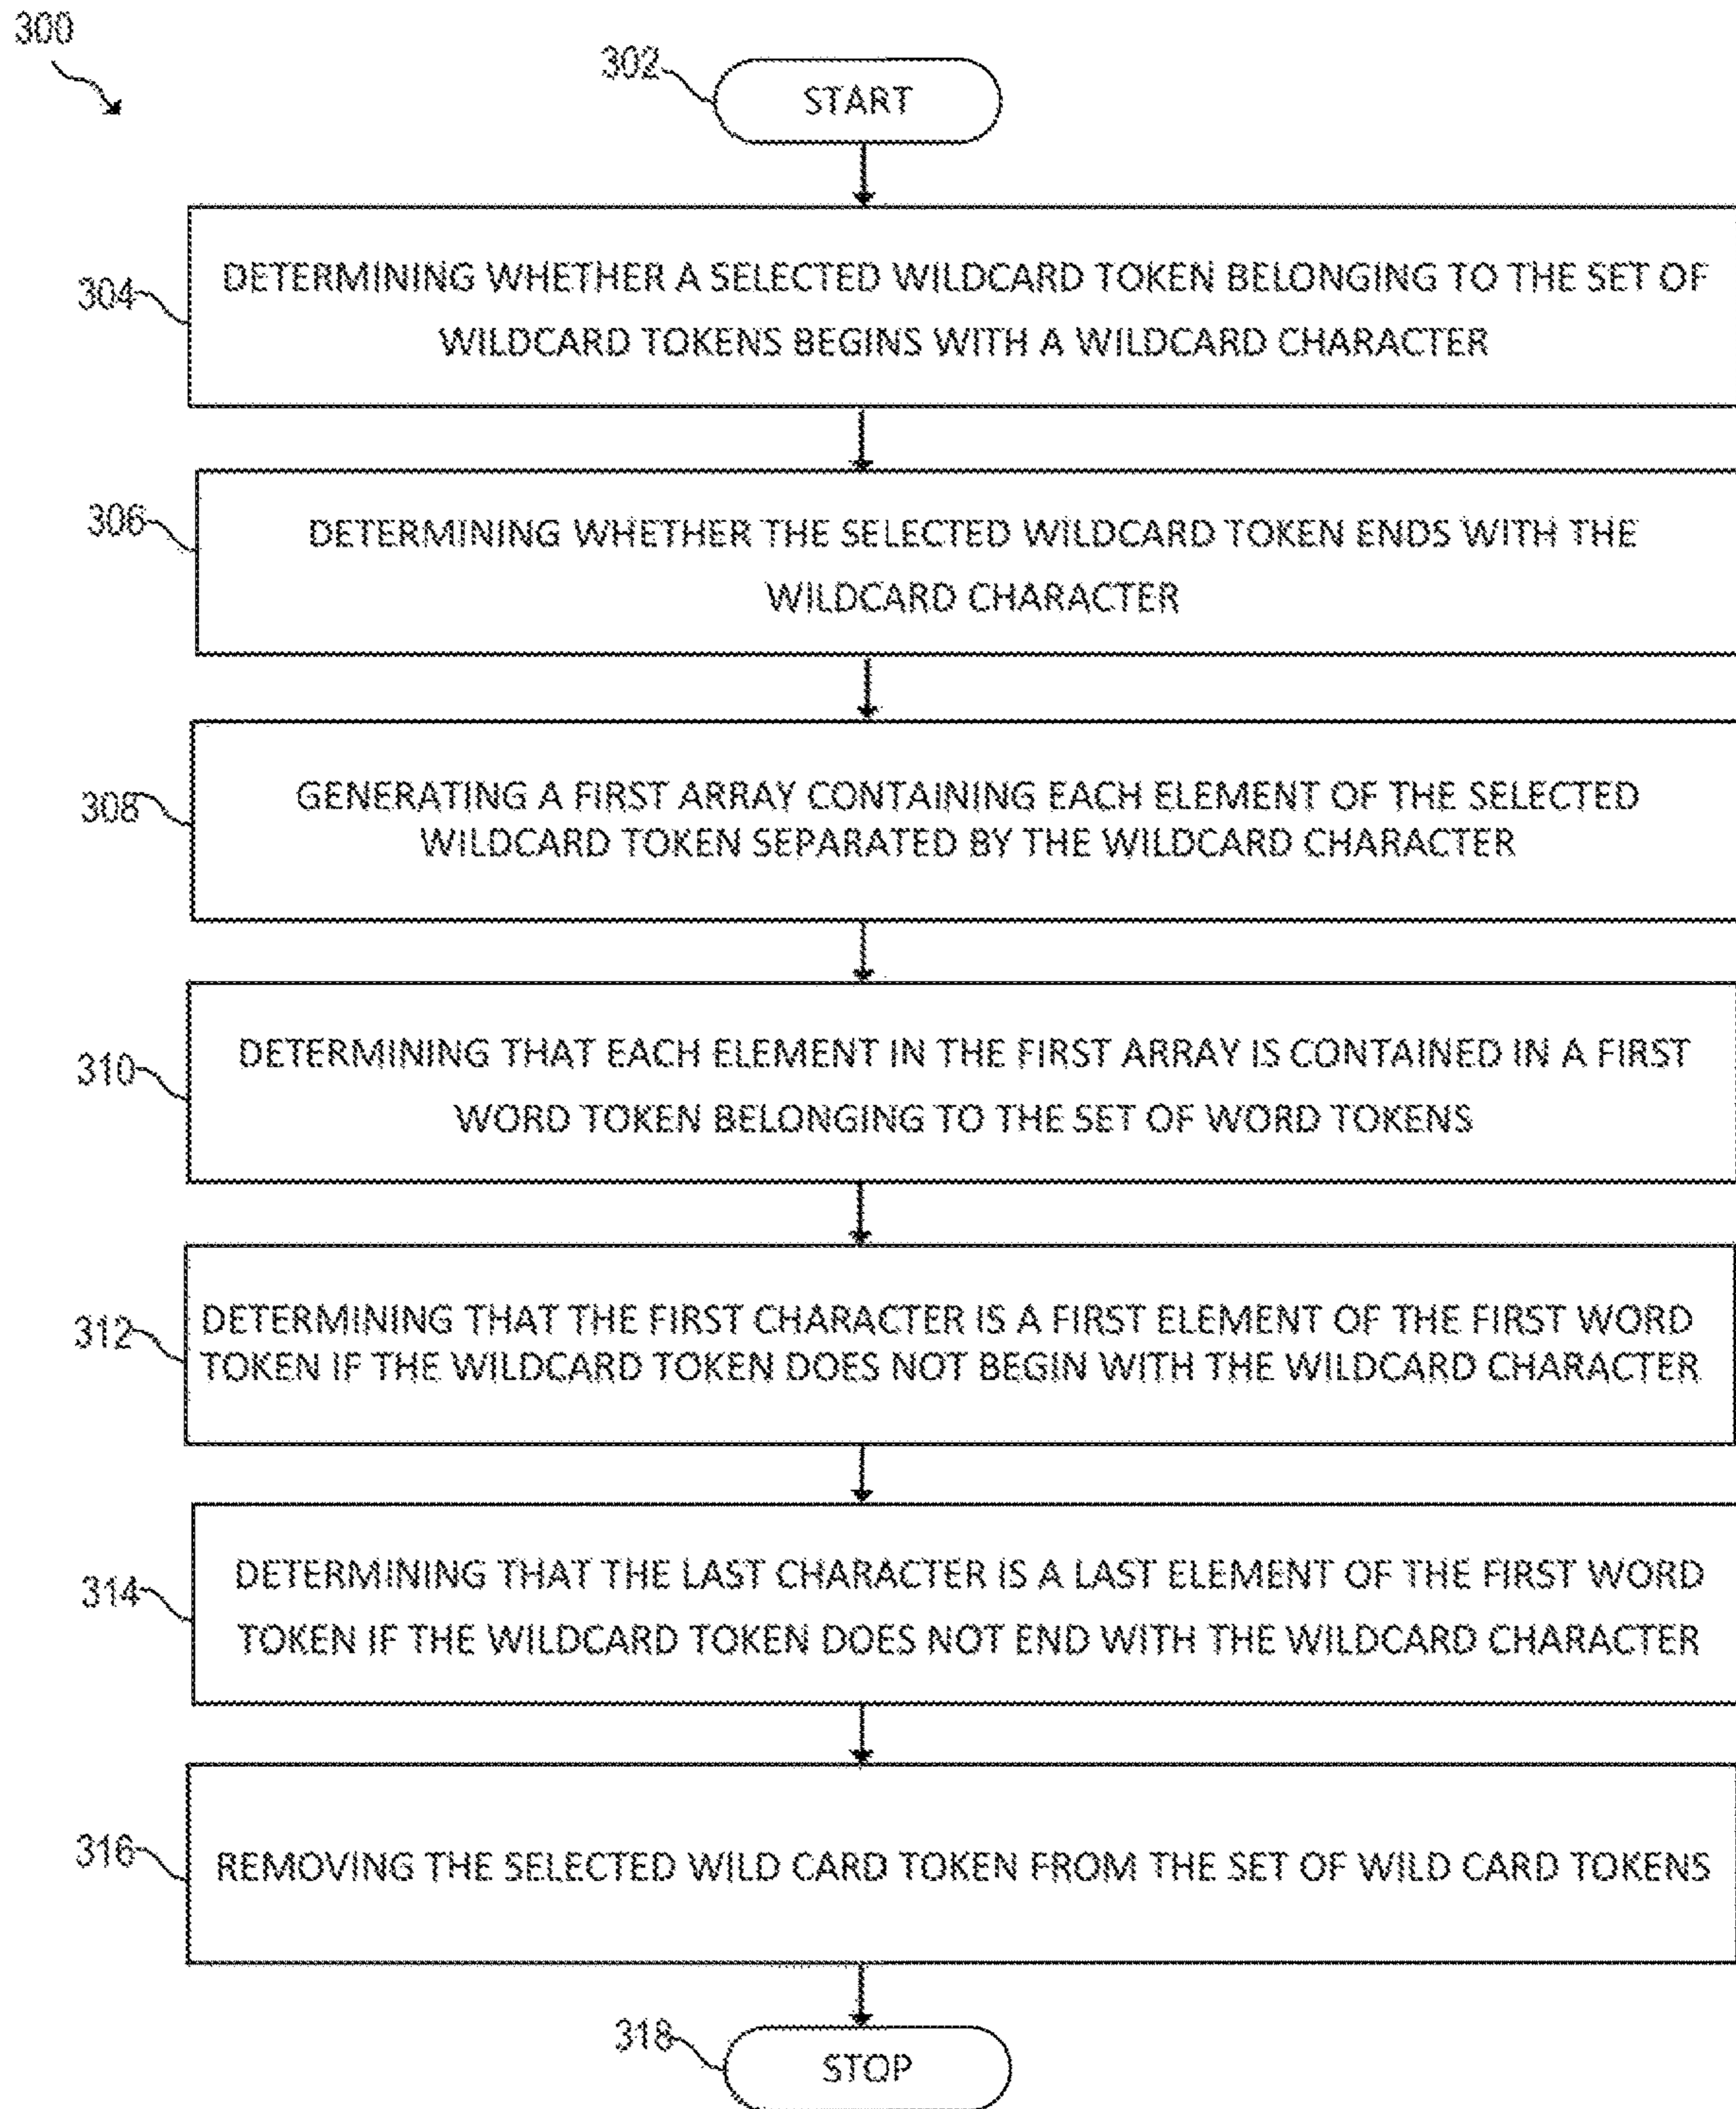 300
302
START
304
DETERMINING WHETHER A SELECTED WILDCARD TOKEN BELONGING TO THE SET OF
WILDCARD TOKENS BEGINS WITH A WILDCARD CHARACTER
306
DETERMINING WHETHER THE SELECTED WILDCARD TOKEN ENDS WITH THE
WILDCARD CHARACTER
308
GENERATING A FIRST ARRAY CONTAINING EACH ELEMENT OF THE SELECTED
WILDCARD TOKEN SEPARATED BY THE WILDCARD CHARACTER
310
DETERMINING THAT EACH ELEMENT IN THE FIRST ARRAY IS CONTAINED IN A FIRST
WORD TOKEN BELONGING TO THE SET OF WORD TOKENS
312
DETERMINING THAT THE FIRST CHARACTER IS A FIRST ELEMENT OF THE FIRST WORD
TOKEN IF THE WILDCARD TOKEN DOES NOT BEGIN WITH THE WILDCARD CHARACTER
314
DETERMINING THAT THE LAST CHARACTER IS A LAST ELEMENT OF THE FIRST WORD
TOKEN IF THE WILDCARD TOKEN DOES NOT END WITH THE WILDCARD CHARACTER
316
REMOVING THE SELECTED WILD CARD TOKEN FROM THE SET OF WILD CARD TOKENS
318
STOP